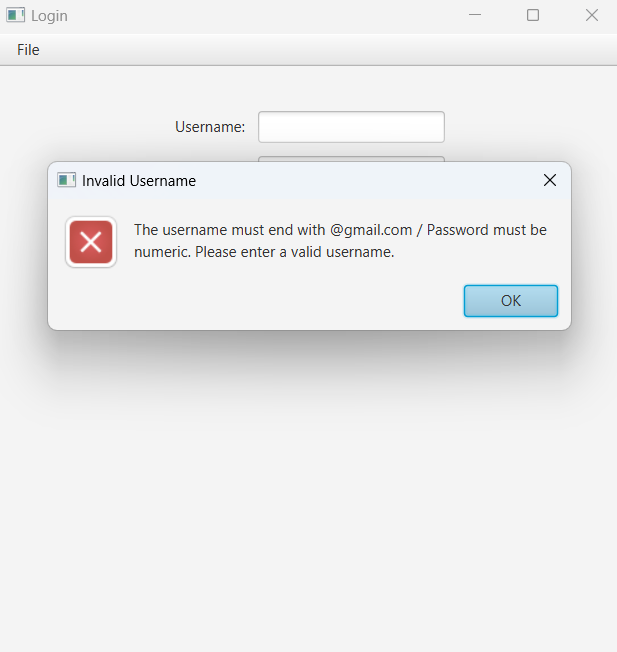 Login
File
Username:
Invalid Username
The username must end with @gmail.com / Password must be
numeric. Please enter a valid username.
OK